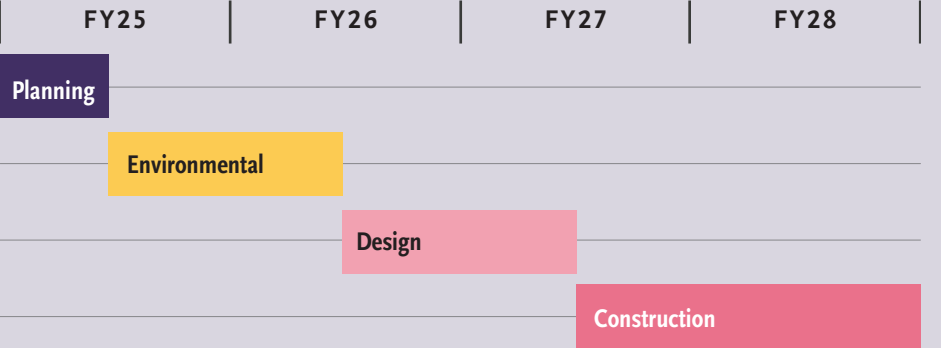 FY25 FY26 FY27 FY28
Planning
Environmental
Design
Construction